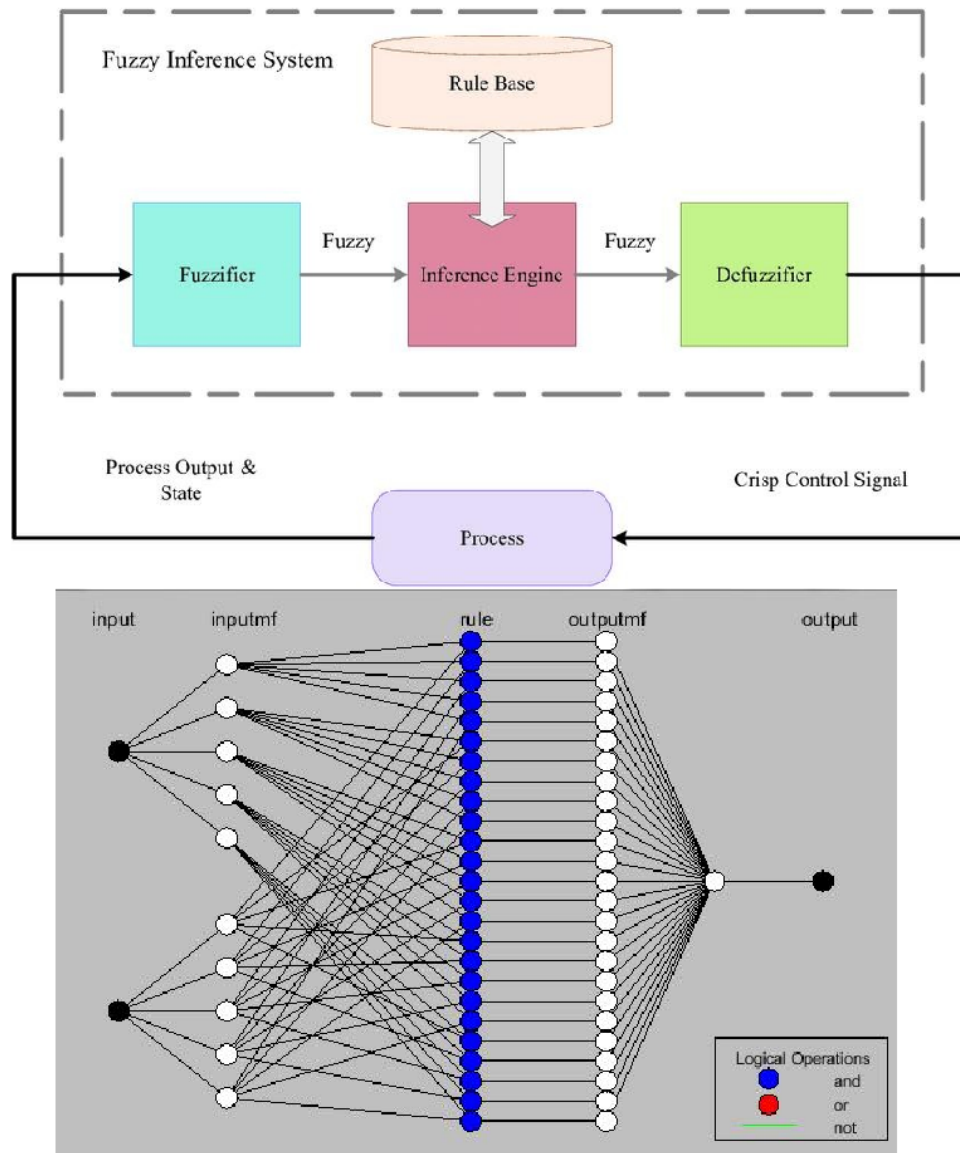 Fuzzy Inference System
Rule Base
Fuzzy
Fuzzy
Fuzzifier
Inference Engine
Defuzzifier
Process Output &
State
Crisp Control Signal
Process
input
inputmf
rule
outputmf
output
Logical Operations
and
or
not